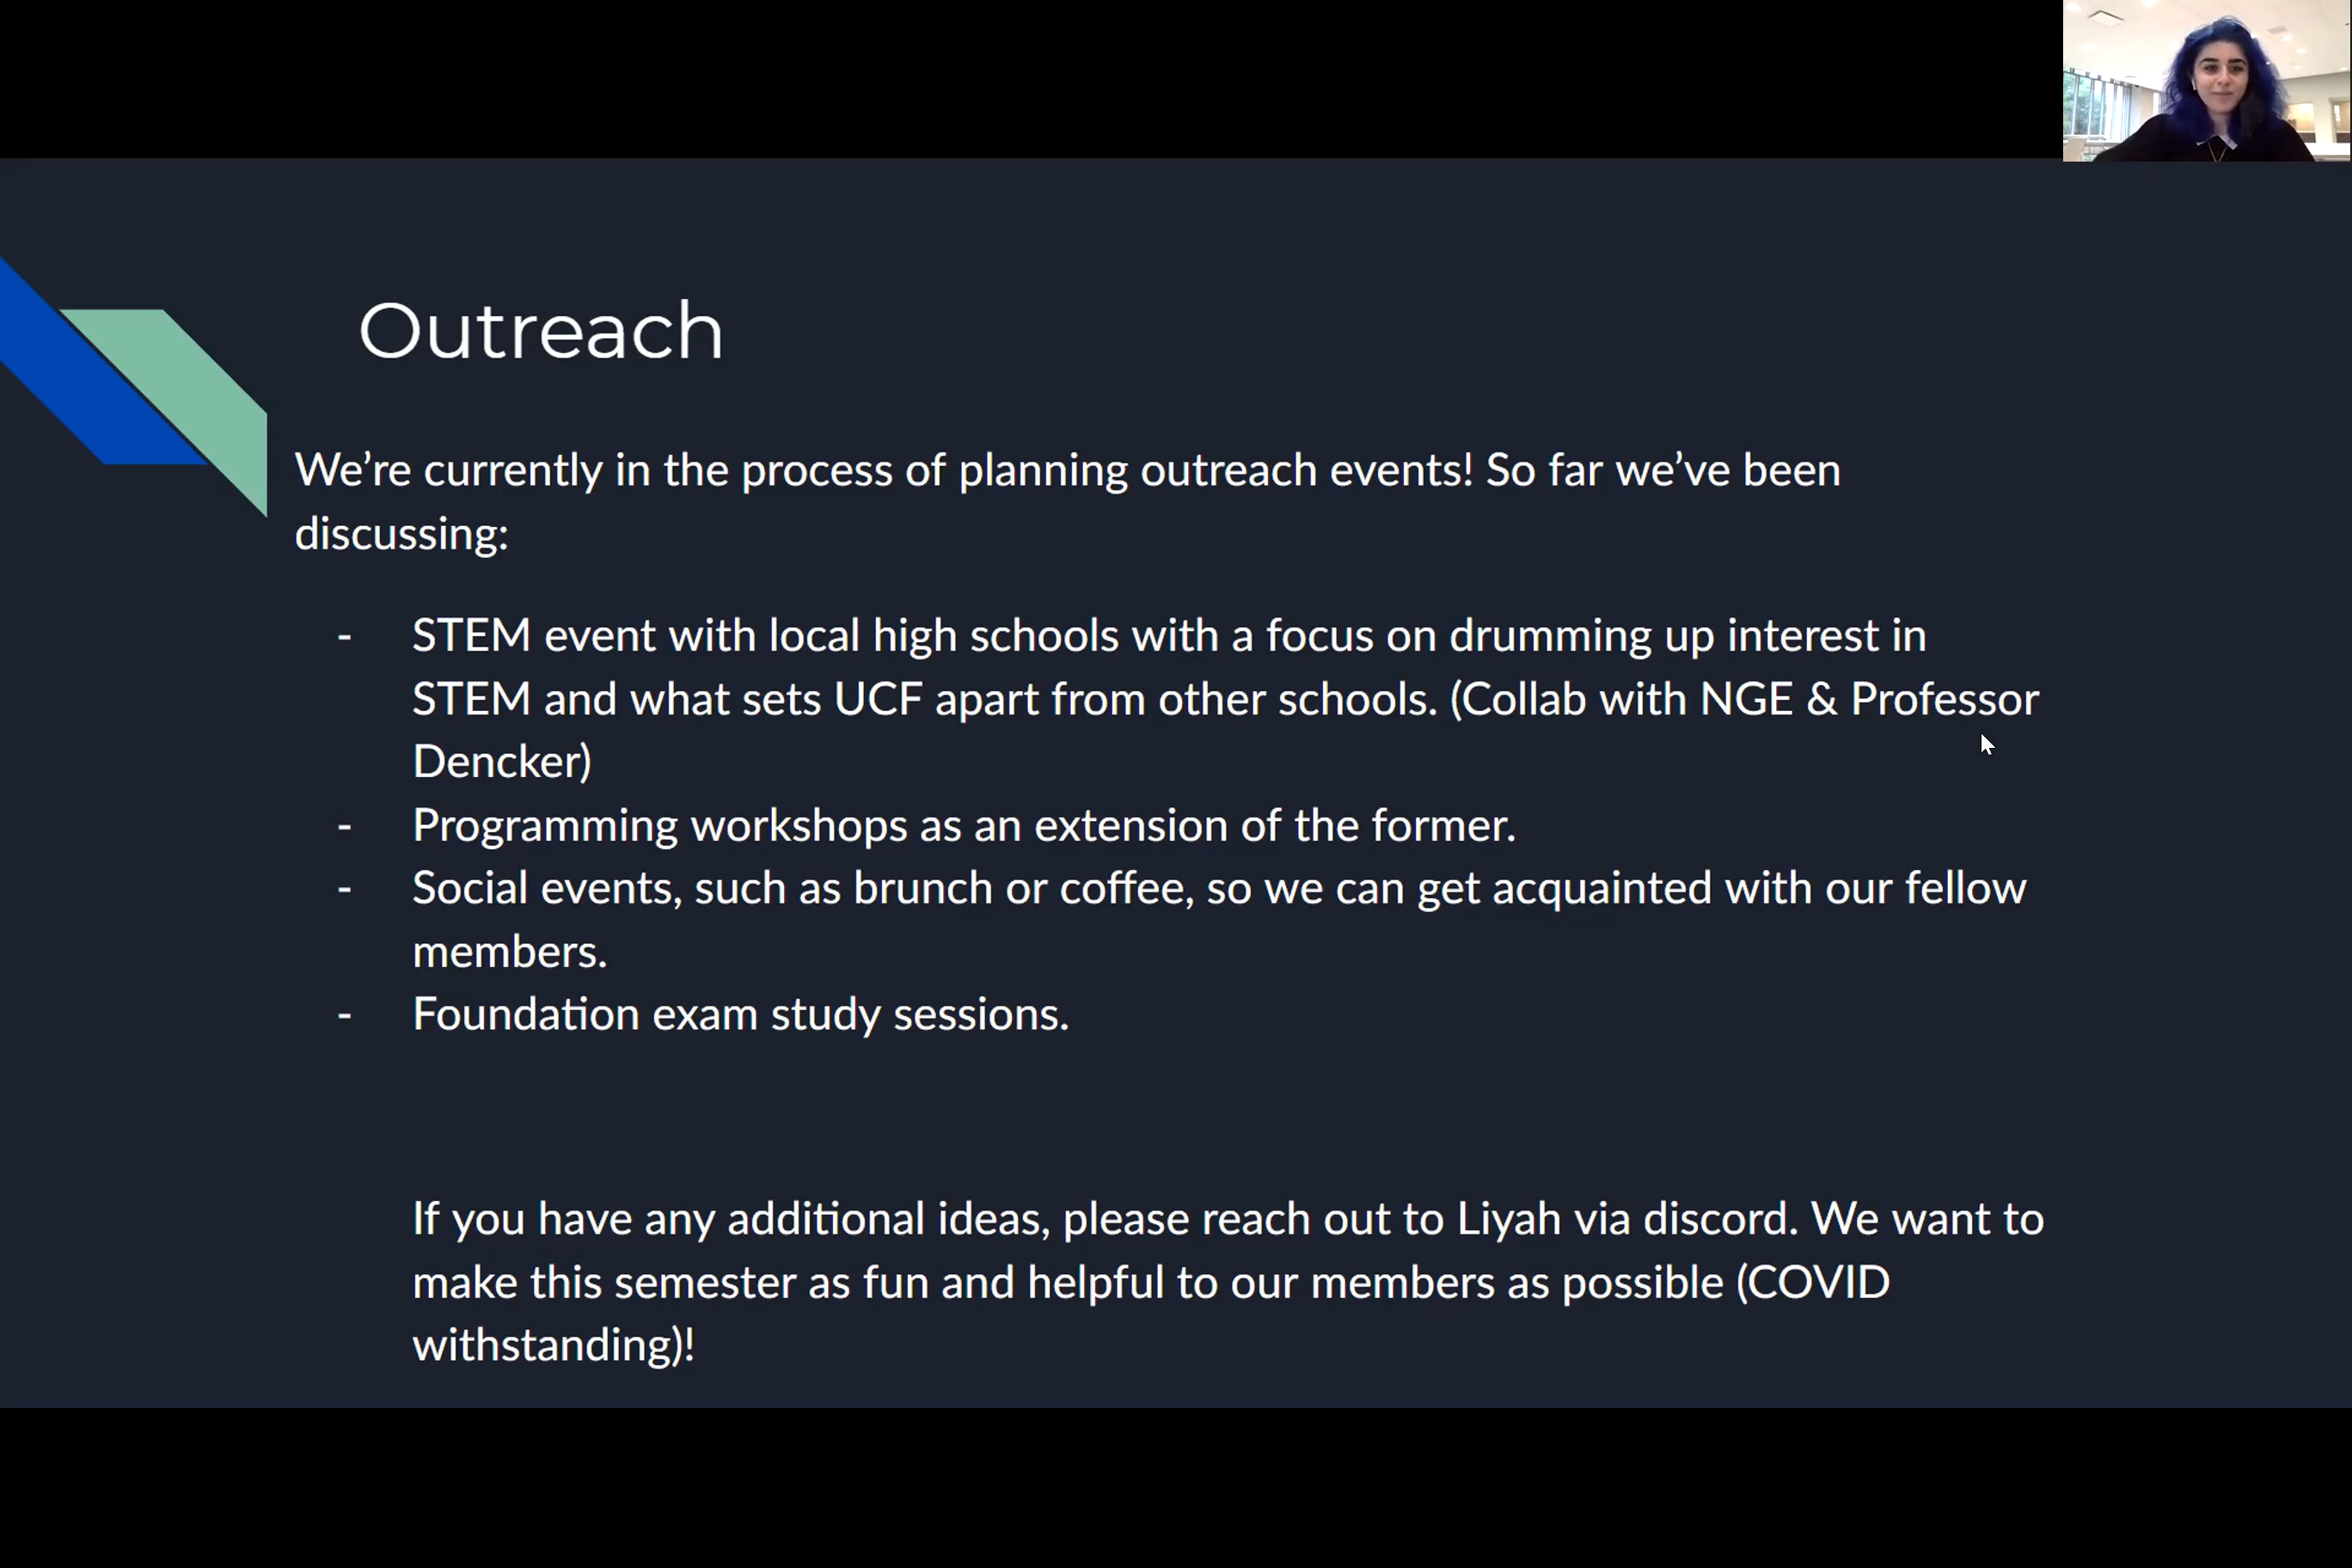 Outreach
We’re currently in the process of planning outreach events! So far we’ve been
discussing:
- STEM event with local high schools with a focus on drumming up interest in
STEM and what sets UCF apart from other schools. (Collab with NGE & Professor
Dencker)
- Programming workshops as an extension of the former.
- Social events, such as brunch or coffee, so we can get acquainted with our fellow
members.
- Foundation exam study sessions.
If you have any additional ideas, please reach out to Liyah via discord. We want to
make this semester as fun and helpful to our members as possible (COVID
withstanding)!